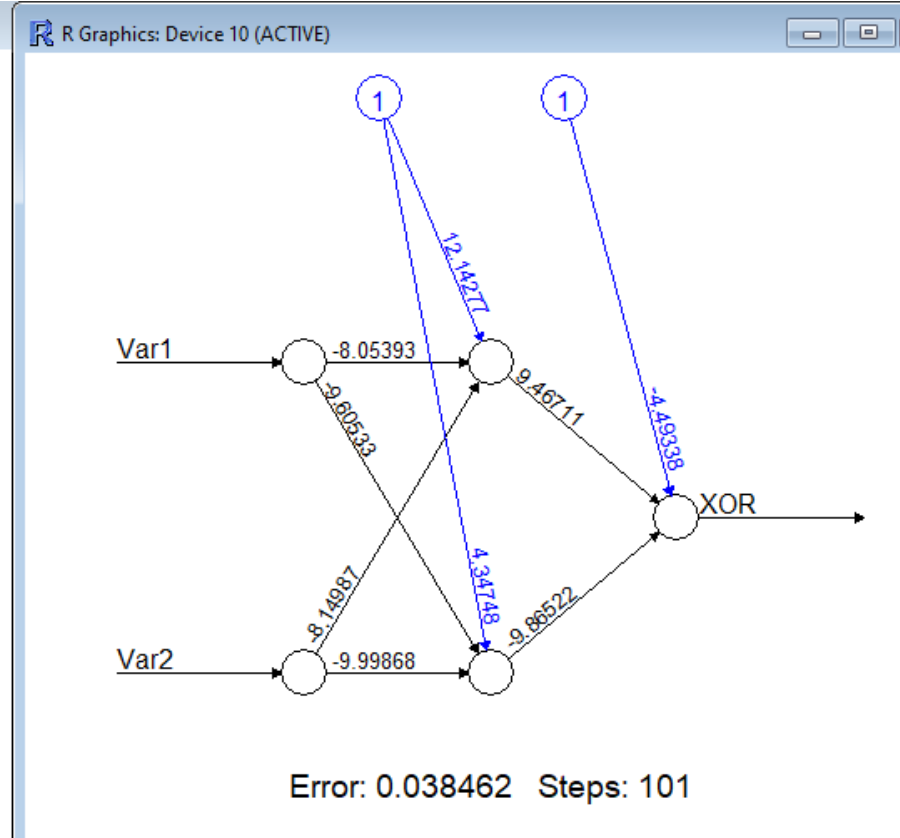 R Graphics: Device 10 (ACTIVE)
1
1
12.14277
Var1
-8.05393
-9.60533
9.46711
-4.49338
XOR
4.34748
-8.14987
-9.86522
Var2
-9.99868
Error: 0.038462 Steps: 101